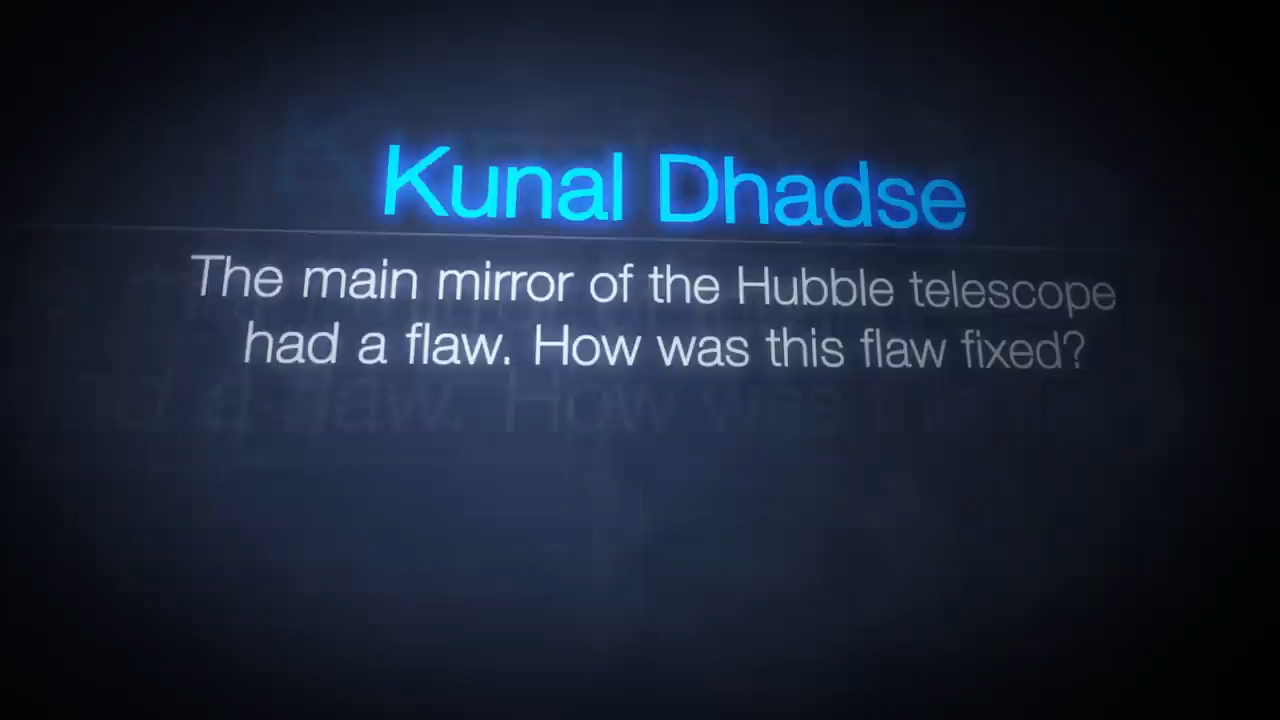 Kunal Dhadse
The main mirror of the Hubble telescope
had a flaw. How was this flaw fixed?